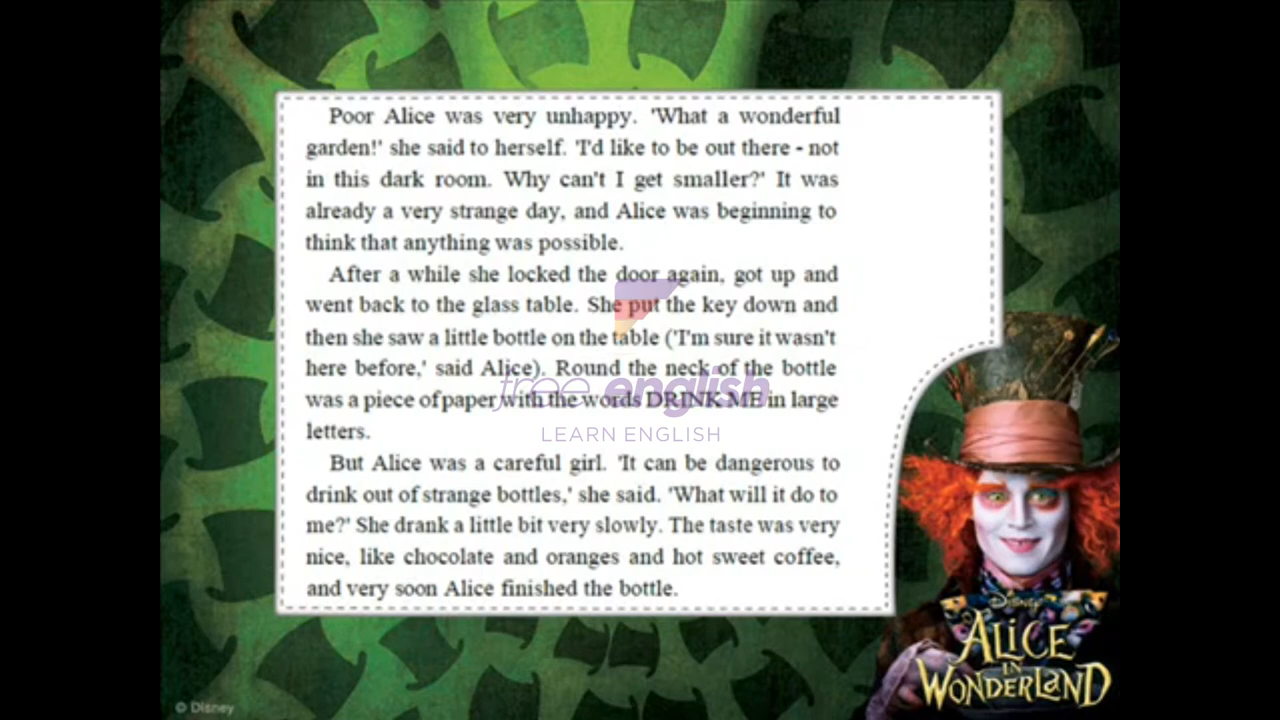 Poor Alice was very unhappy. 'What a wonderful
garden!' she said to herself. 'I'd like to be out there - not
in this dark room. Why can't I get smaller?' It was
already a very strange day, and Alice was beginning to
think that anything was possible.
After a while she locked the door again, got up and
went back to the glass table. She put the key down and
then she saw a little bottle on the table ('I'm sure it wasn't
here before,' said Alice). Round the neck of the bottle
was a piece of paper with the words DRINK ME in large
letters.
But Alice was a careful girl. 'It can be dangerous to
drink out of strange bottles,' she said. 'What will it do to
me?' She drank a little bit very slowly. The taste was very
nice, like chocolate and oranges and hot sweet coffee,
and very soon Alice finished the bottle.
free english
LEARN ENGLISH
DISNEY
ALICE
IN
WONDERLAND
© Disney